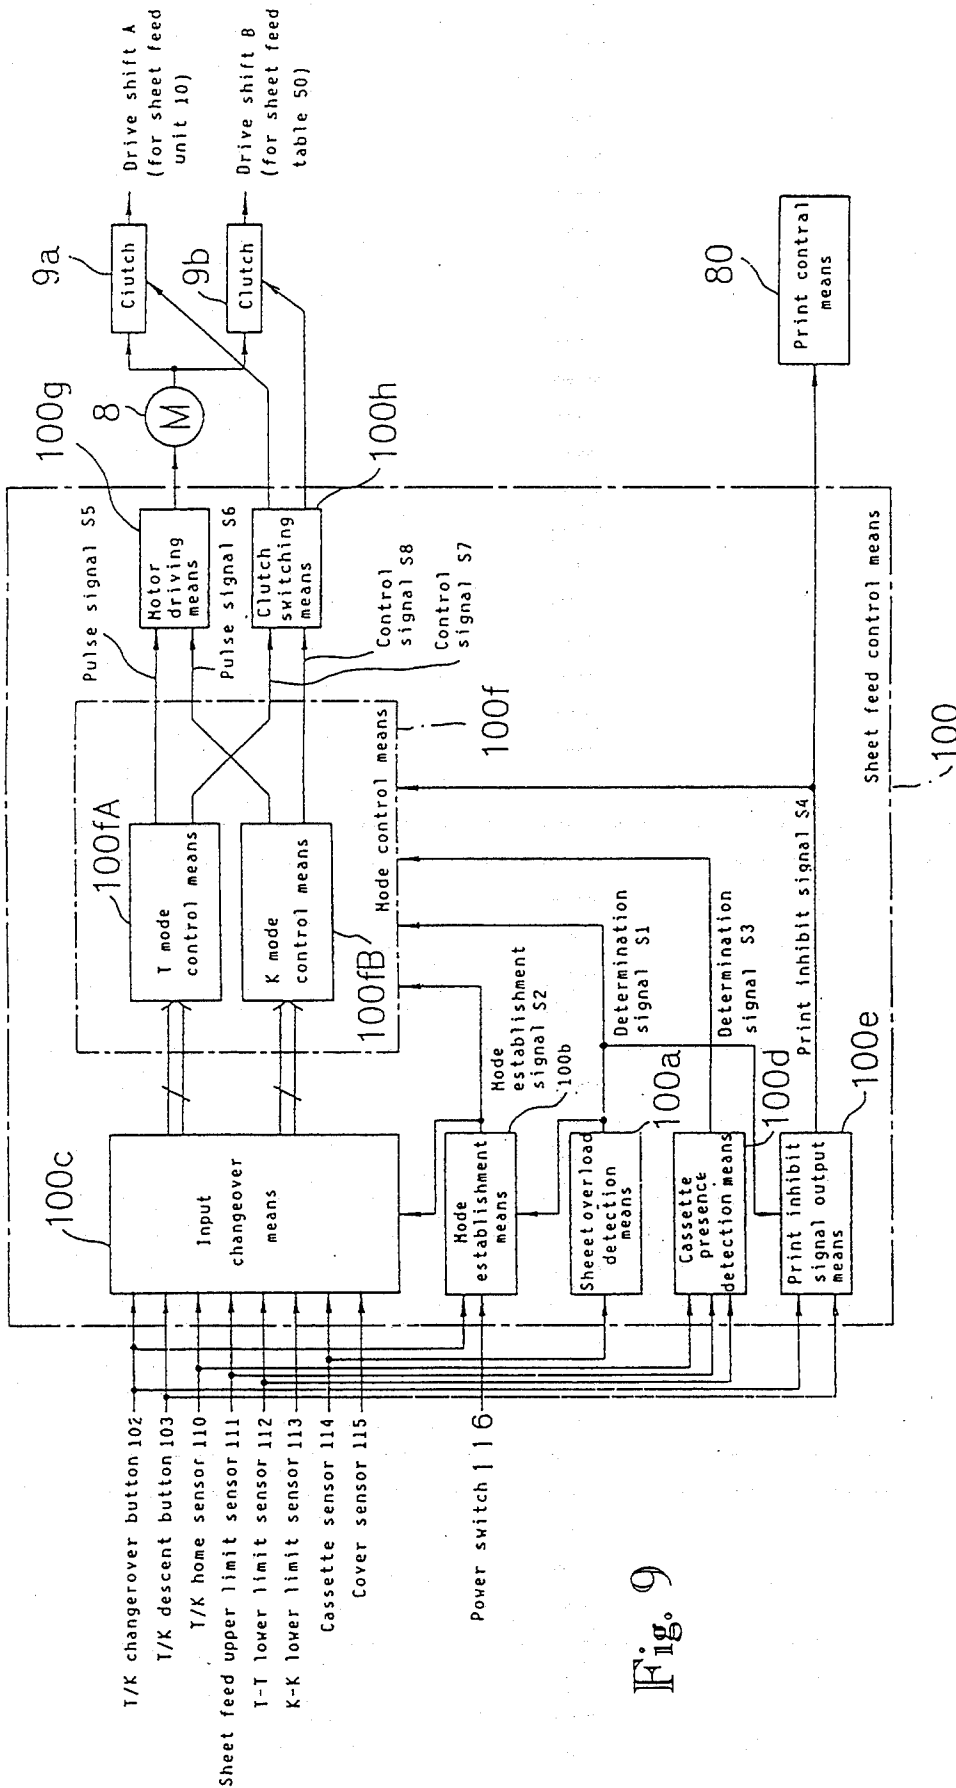 T/K changerover button 102
T/K descent button 103
T/K home sensor 110
Sheet feed upper limit sensor 111
T-T lower limit sensor 112
K-K lower limit sensor 113
Cassette sensor 114
Cover sensor 115
Power switch 116
100c
Input
changeover
means
Mode
establishment
means
Mode
establishment
signal S2
100b
Sheeet overload
detection
means
100a
Determination
signal S1
Cassette
presence
detection means
100d
Determination
signal S3
Print inhibit
signal output
means
100e
Print inhibit signal S4
T mode
control means
100fA
K mode
control means
100fB
Mode control means
100f
Pulse signal S5
Pulse signal S6
Control
signal S8
Control
signal S7
Motor
driving
means
100g
Clutch
switching
means
100h
Sheet feed control means
100
8
M
9a
Ciutch
9b
Clutch
Drive shift A
(for sheet feed
unit 10)
Drive shift B
(for sheet feed
table 50)
80
Print contral
means
Fig. 9